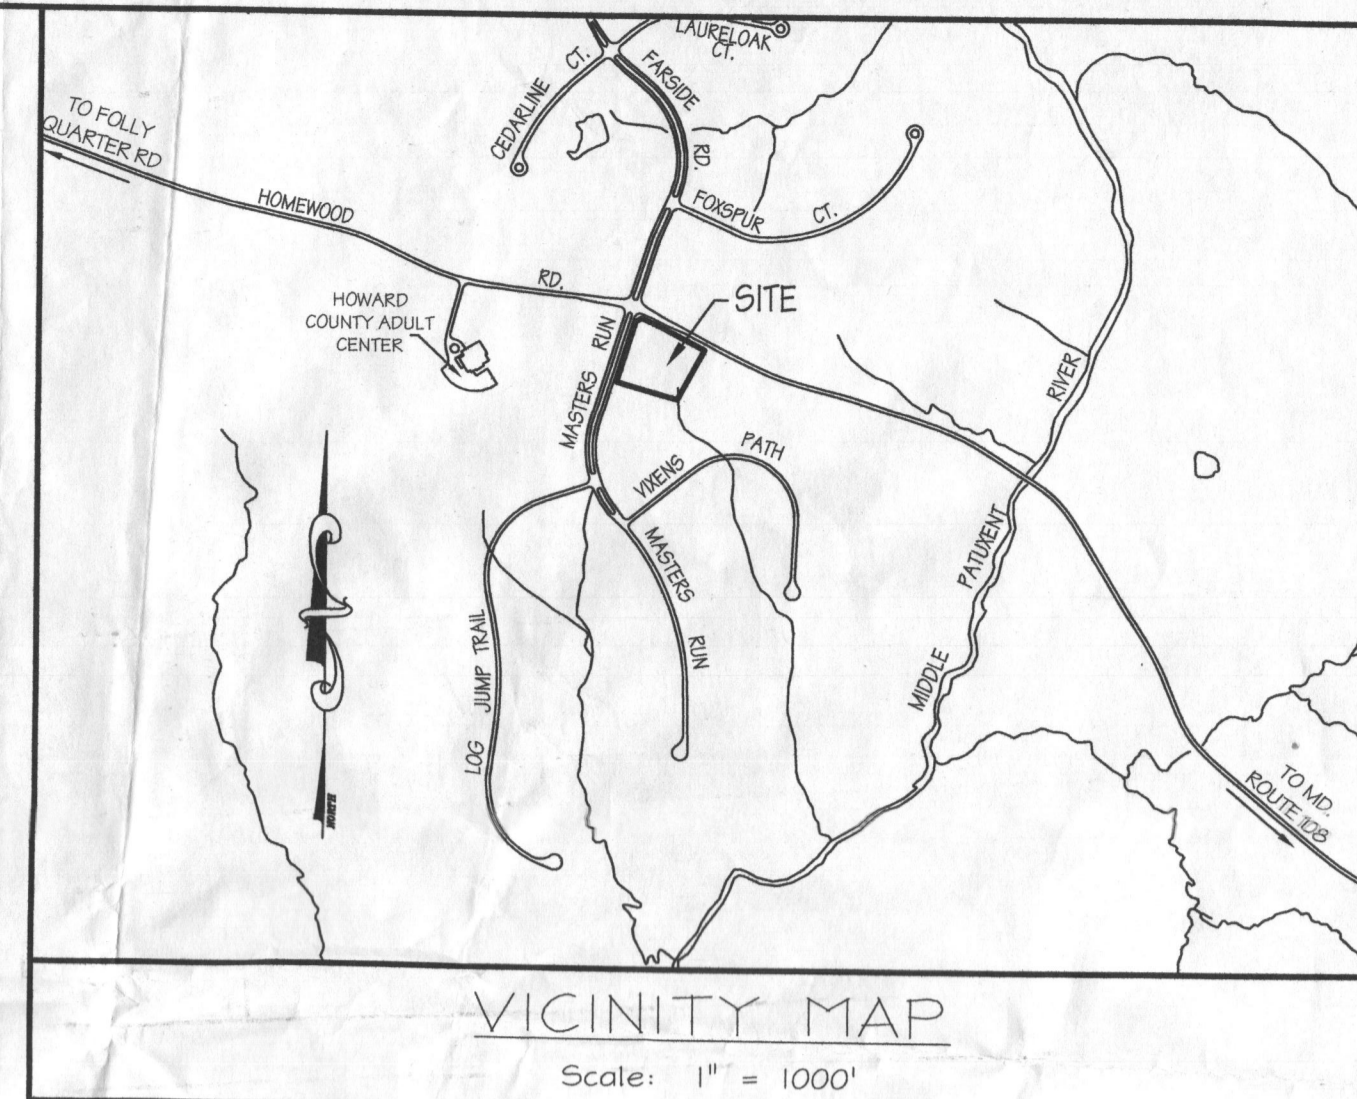 LAURELOAK
CT.
CEDARLINE CT.
FARSIDE RD.
TO FOLLY
QUARTER RD
HOMEWOOD RD.
FOXSPUR CT.
HOWARD
COUNTY ADULT
CENTER
SITE
MASTERS RUN
RIVER
VIXENS PATH
PATUXENT
MASTERS RUN
LOG JUMP TRAIL
MIDDLE
NORTH
TO MD.
ROUTE 108
VICINITY MAP
Scale: 1" = 1000'